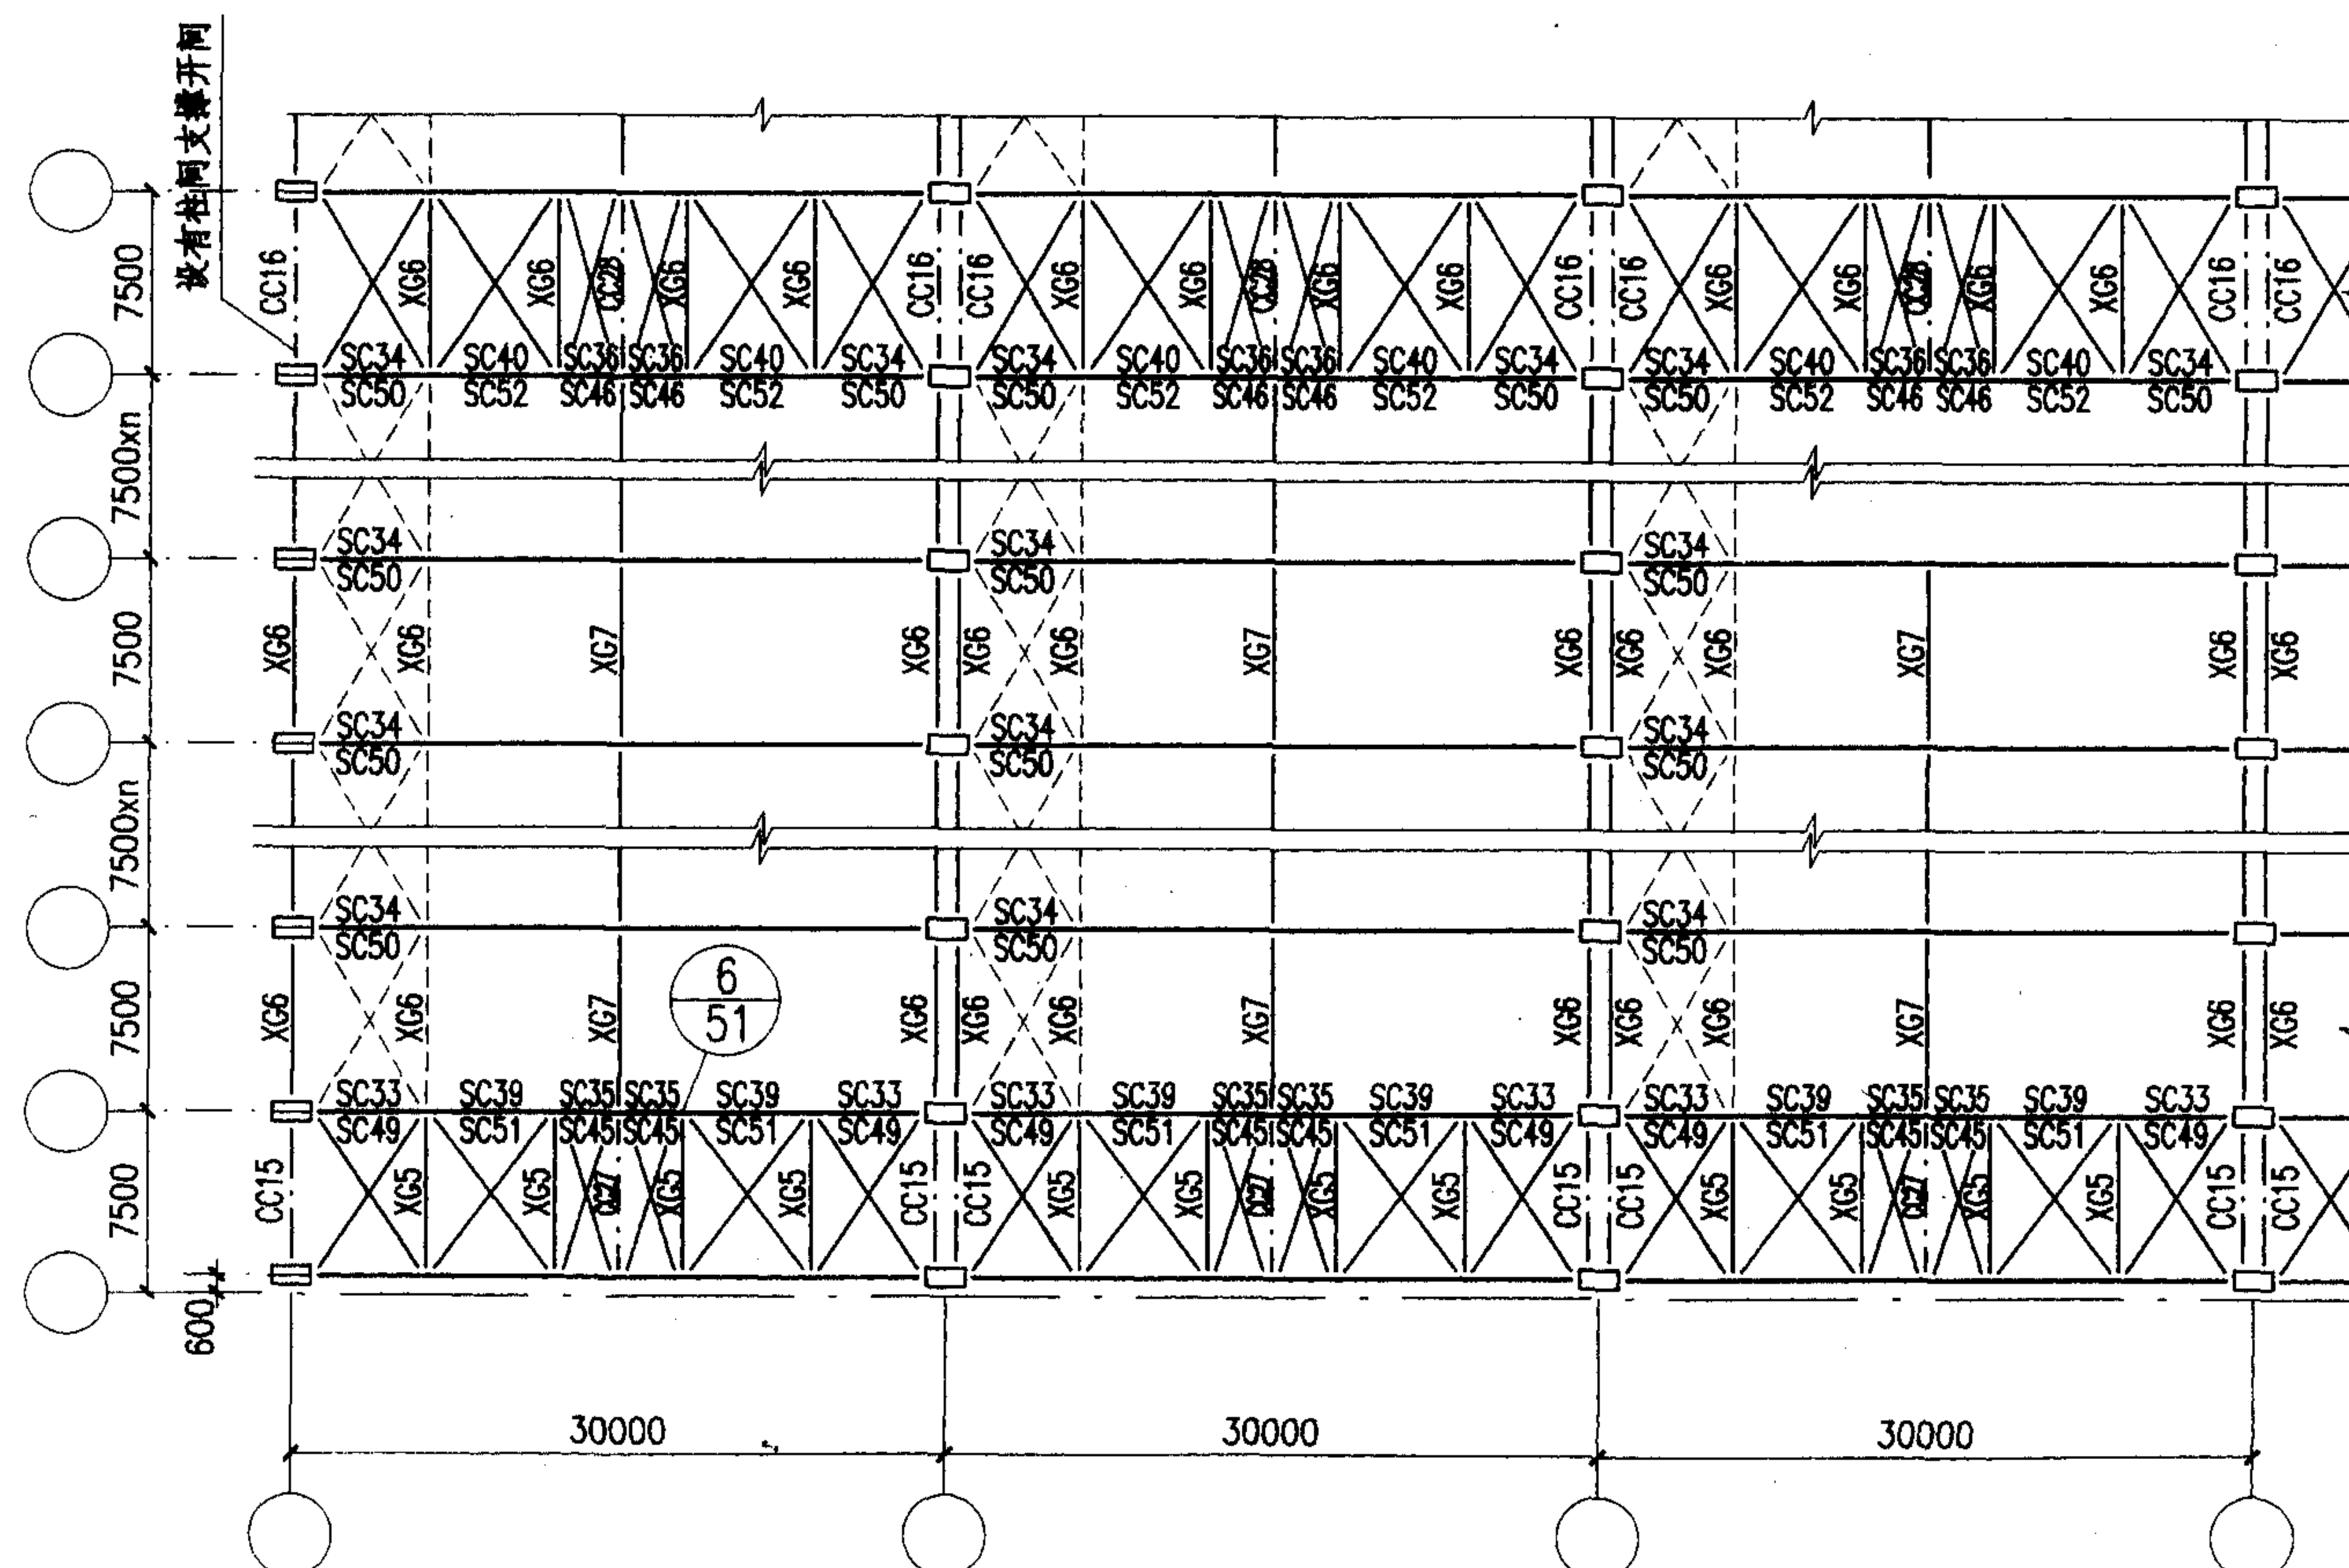 设有柱间支撑开间
7500
CC16 XG6 XG6 CC28 XG6 XG6 CC16 CC16 XG6 XG6 CC28 XG6 XG6 CC16 CC16 XG6 XG6 CC28 XG6 XG6 CC16 CC16
SC34 SC40 SC36 SC36 SC40 SC34 SC34 SC40 SC36 SC36 SC40 SC34 SC34 SC40 SC36 SC36 SC40 SC34
SC50 SC52 SC46 SC46 SC52 SC50 SC50 SC52 SC46 SC46 SC52 SC50 SC50 SC52 SC46 SC46 SC52 SC50
7500xn
SC34 SC34 SC34
SC50 SC50 SC50
7500
XG6 XG6 XG7 XG6 XG6 XG6 XG7 XG6 XG6 XG6 XG7 XG6 XG6
SC34 SC34 SC34
SC50 SC50 SC50
7500xn
SC34 SC34 SC34
SC50 SC50 SC50
6
51
7500
XG6 XG6 XG7 XG6 XG6 XG6 XG7 XG6 XG6 XG6 XG7 XG6 XG6
SC33 SC39 SC35 SC35 SC39 SC33 SC33 SC39 SC35 SC35 SC39 SC33 SC33 SC39 SC35 SC35 SC39 SC33
SC49 SC51 SC45 SC45 SC51 SC49 SC49 SC51 SC45 SC45 SC51 SC49 SC49 SC51 SC45 SC45 SC51 SC49
7500
CC15 XG5 XG5 CC27 XG5 XG5 CC15 CC15 XG5 XG5 CC27 XG5 XG5 CC15 CC15 XG5 XG5 CC27 XG5 XG5 CC15 CC15
600
30000 30000 30000